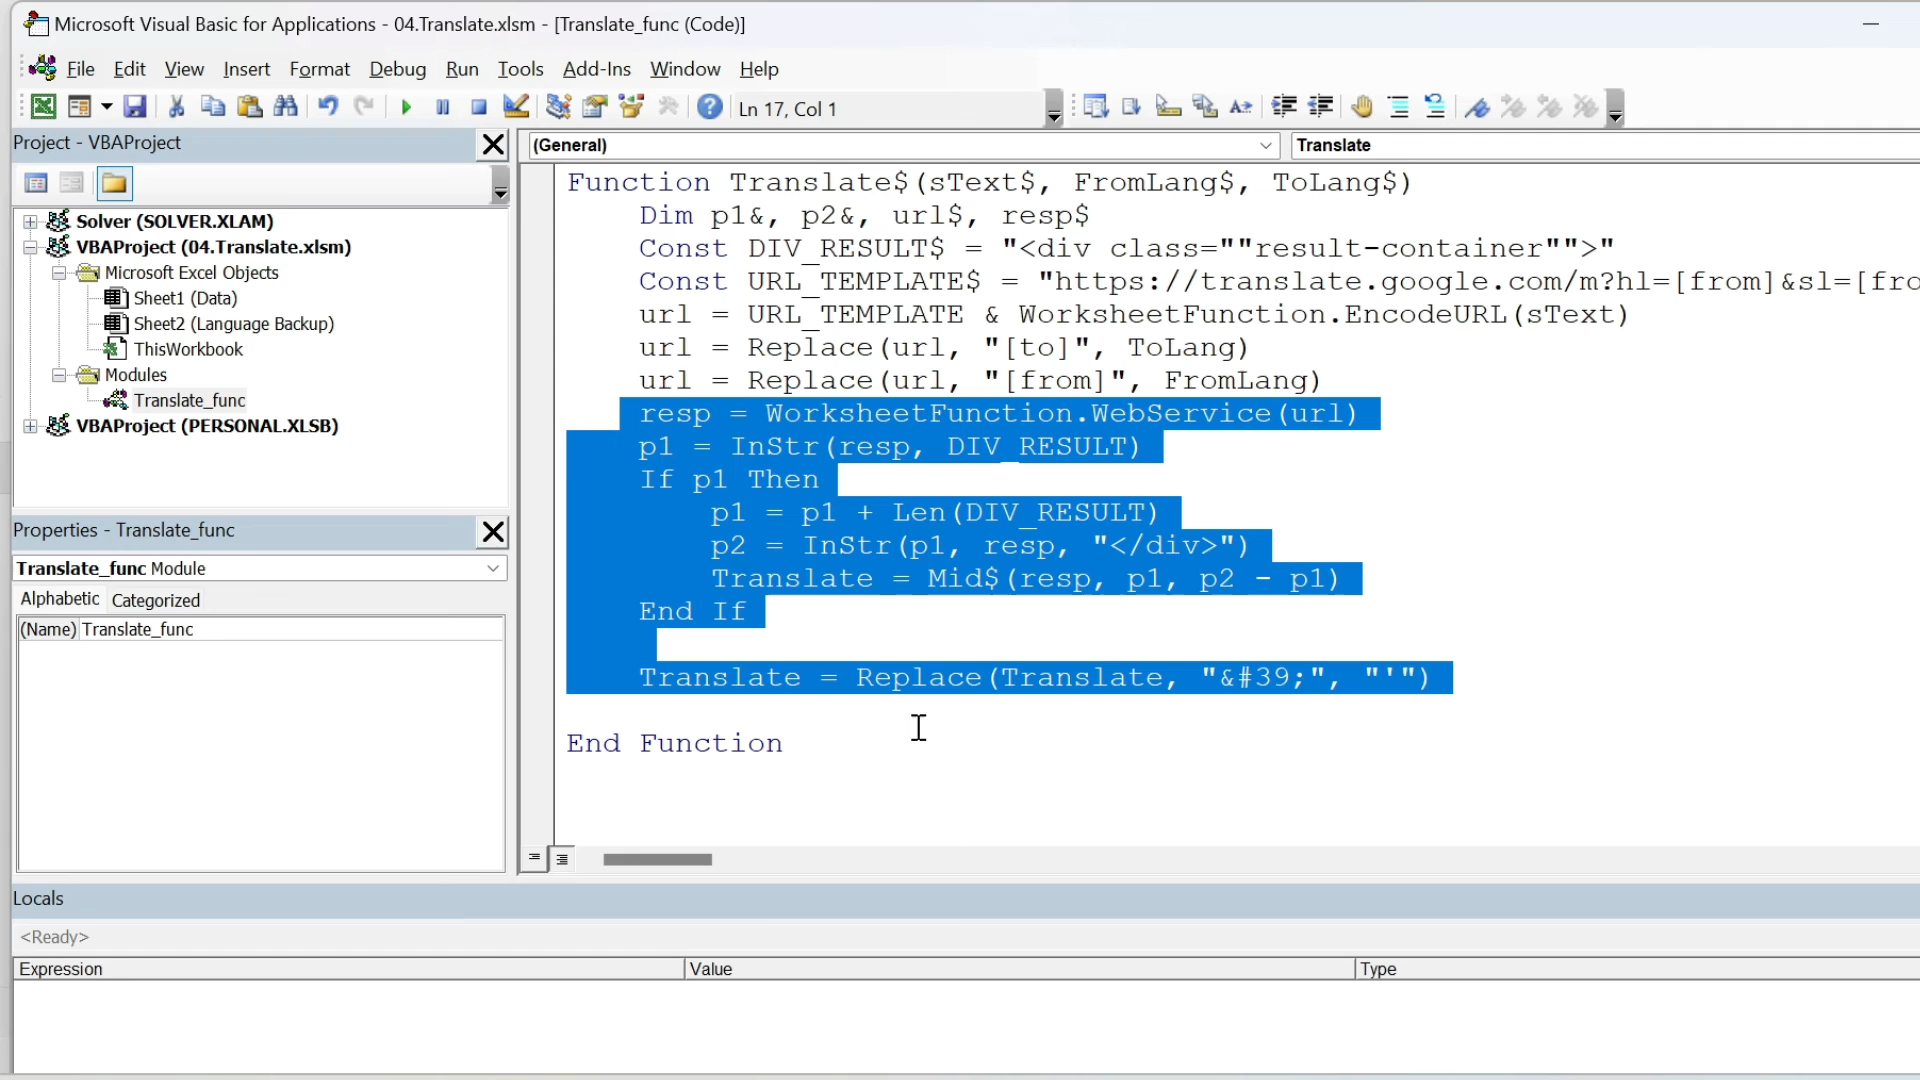 Microsoft Visual Basic for Applications - 04.Translate.xlsm - [Translate_func (Code)]
File Edit View Insert Format Debug Run Tools Add-Ins Window Help
Ln 17, Col 1
Project - VBAProject
Solver (SOLVER.XLAM)
VBAProject (04.Translate.xlsm)
Microsoft Excel Objects
Sheet1 (Data)
Sheet2 (Language Backup)
ThisWorkbook
Modules
Translate_func
VBAProject (PERSONAL.XLSB)
Properties - Translate_func
Translate_func Module
Alphabetic Categorized
(Name) Translate_func
(General) Translate
Function Translate$(sText$, FromLang$, ToLang$)
Dim p1&, p2&, url$, resp$
Const DIV_RESULT$ = "<div class=""result-container"">"
Const URL_TEMPLATE$ = "https://translate.google.com/m?hl=[from]&sl=[fro
url = URL_TEMPLATE & WorksheetFunction.EncodeURL(sText)
url = Replace(url, "[to]", ToLang)
url = Replace(url, "[from]", FromLang)
resp = WorksheetFunction.WebService(url)
p1 = InStr(resp, DIV_RESULT)
If p1 Then
p1 = p1 + Len(DIV_RESULT)
p2 = InStr(p1, resp, "</div>")
Translate = Mid$(resp, p1, p2 - p1)
End If
Translate = Replace(Translate, "&#39;", "'")
End Function
Locals
<Ready>
Expression Value Type